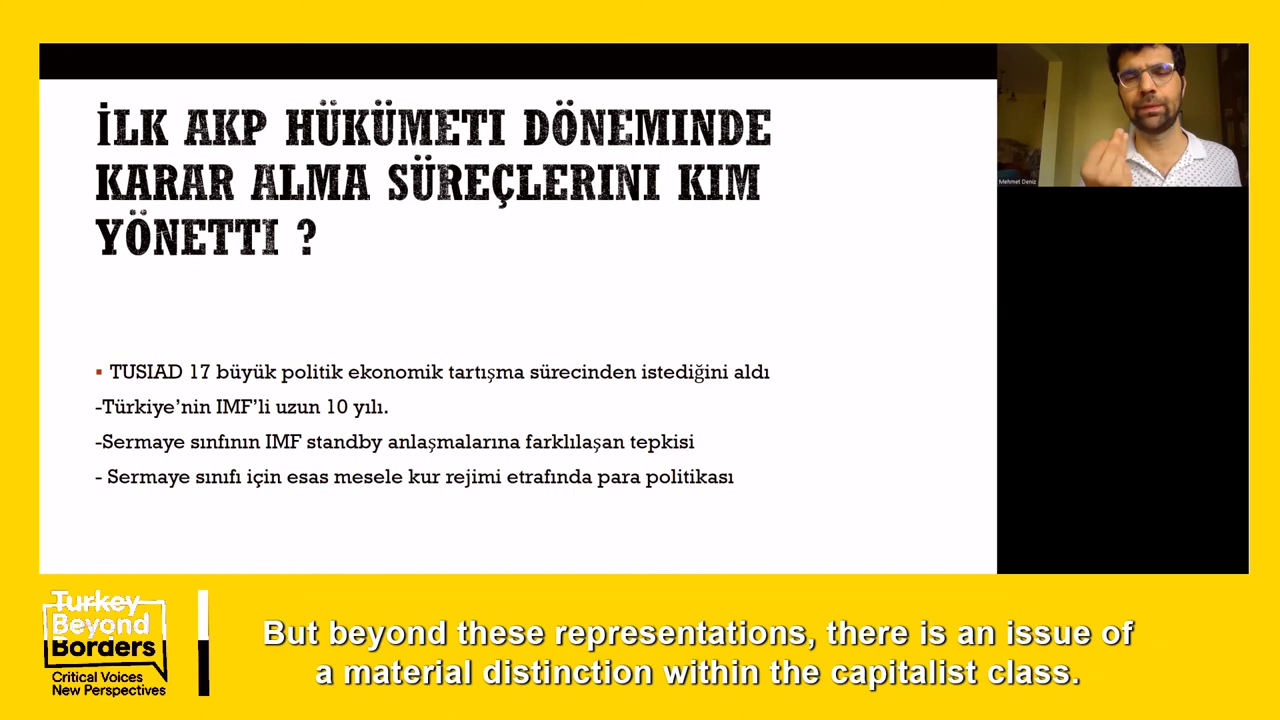 İLK AKP HÜKÜMETI DÖNEMINDE
KARAR ALMA SÜREÇLERINI KIM
YÖNETTI ?
▪ TUSIAD 17 büyük politik ekonomik tartışma sürecinden istediğini aldı
-Türkiye’nin IMF’li uzun 10 yılı.
-Sermaye sınfının IMF standby anlaşmalarına farklılaşan tepkisi
- Sermaye sınıfı için esas mesele kur rejimi etrafında para politikası
Mehmet Deniz
Turkey
Beyond
Borders
Critical Voices
New Perspectives
But beyond these representations, there is an issue of
a material distinction within the capitalist class.